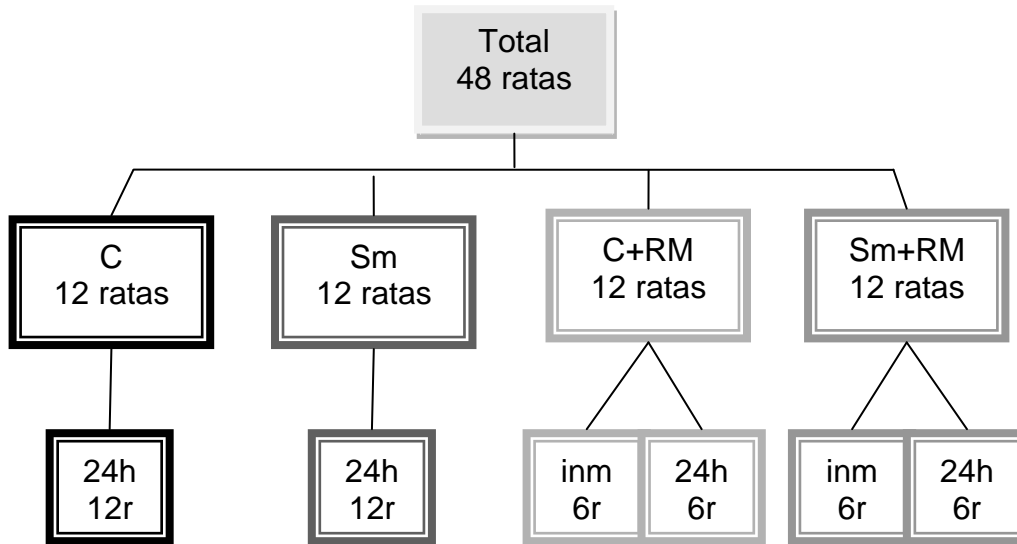 Total
48 ratas
C
12 ratas
Sm
12 ratas
C+RM
12 ratas
Sm+RM
12 ratas
24h
12r
24h
12r
inm
6r
24h
6r
inm
6r
24h
6r